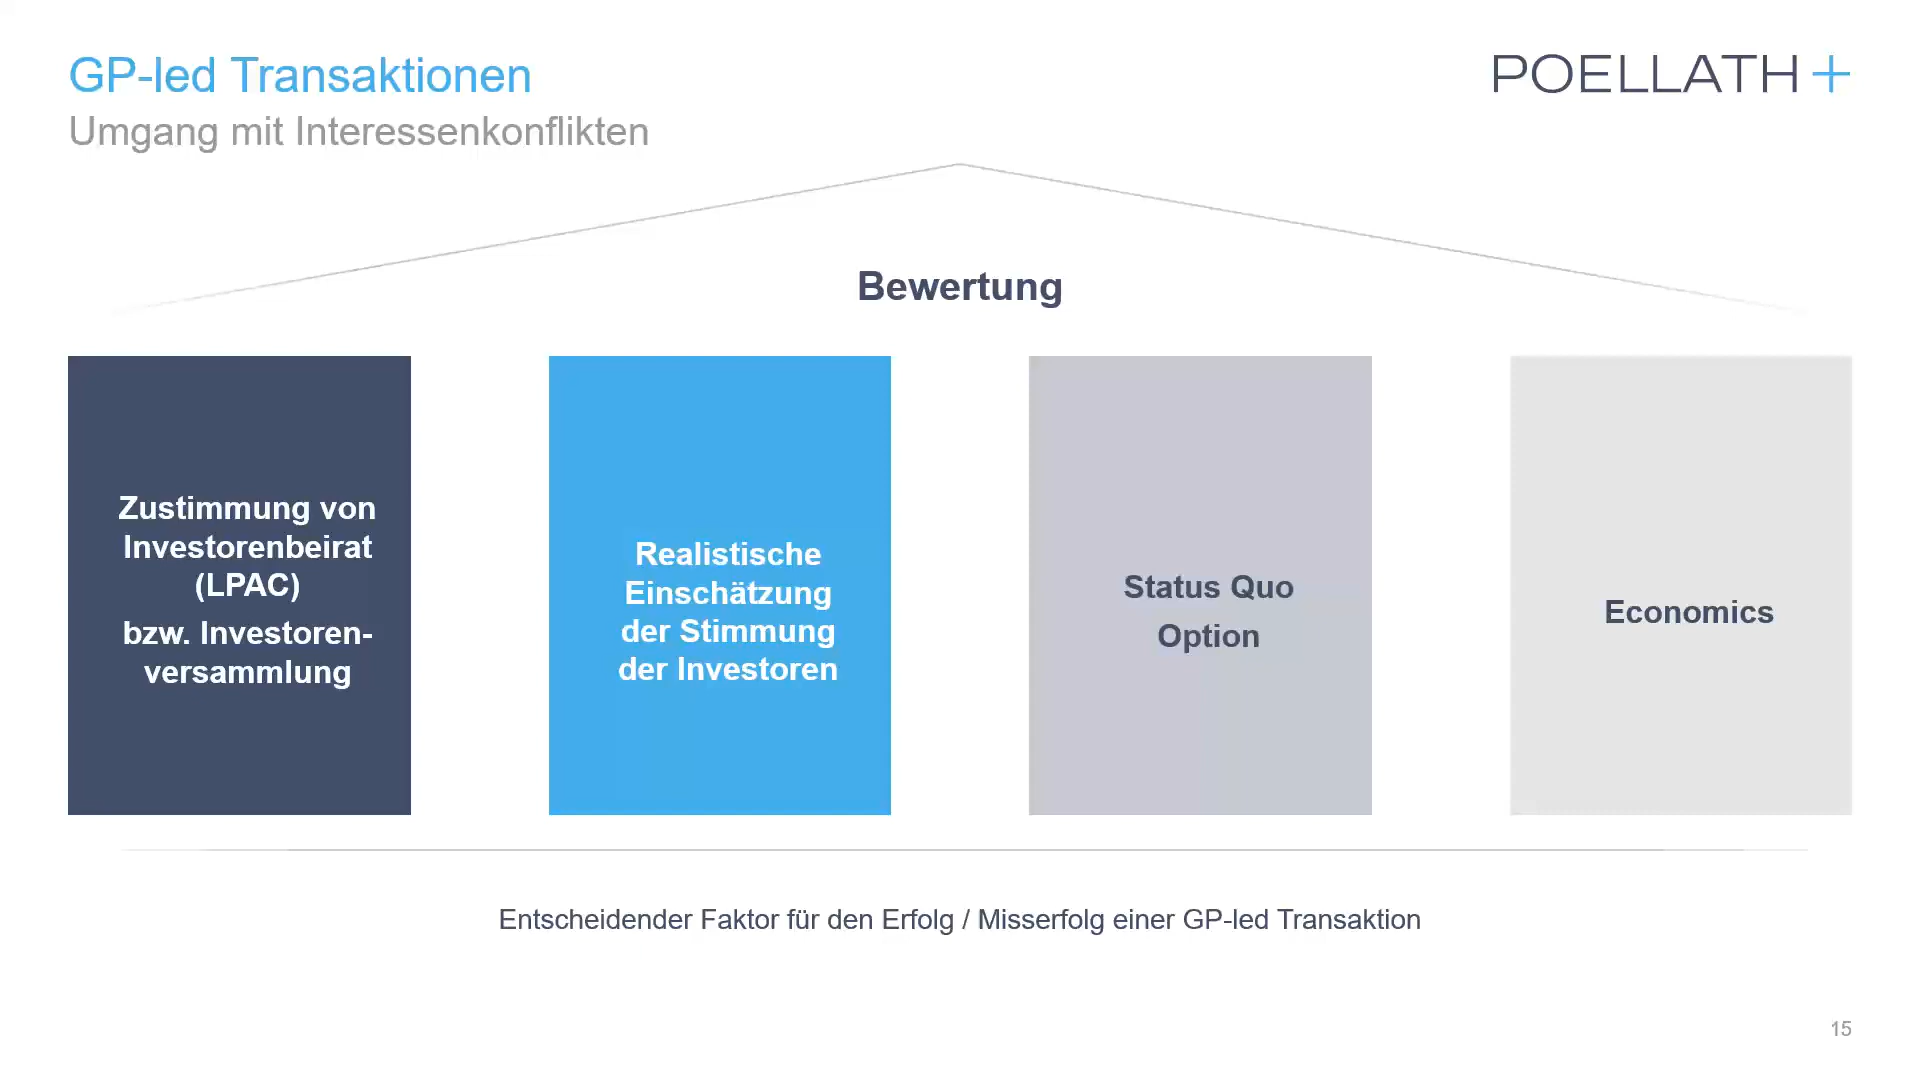 GP-led Transaktionen
POELLATH+
Umgang mit Interessenkonflikten
Bewertung
Zustimmung von
Investorenbeirat
(LPAC)
bzw. Investoren-
versammlung
Realistische
Einschätzung
der Stimmung
der Investoren
Status Quo
Option
Economics
Entscheidender Faktor für den Erfolg / Misserfolg einer GP-led Transaktion
15